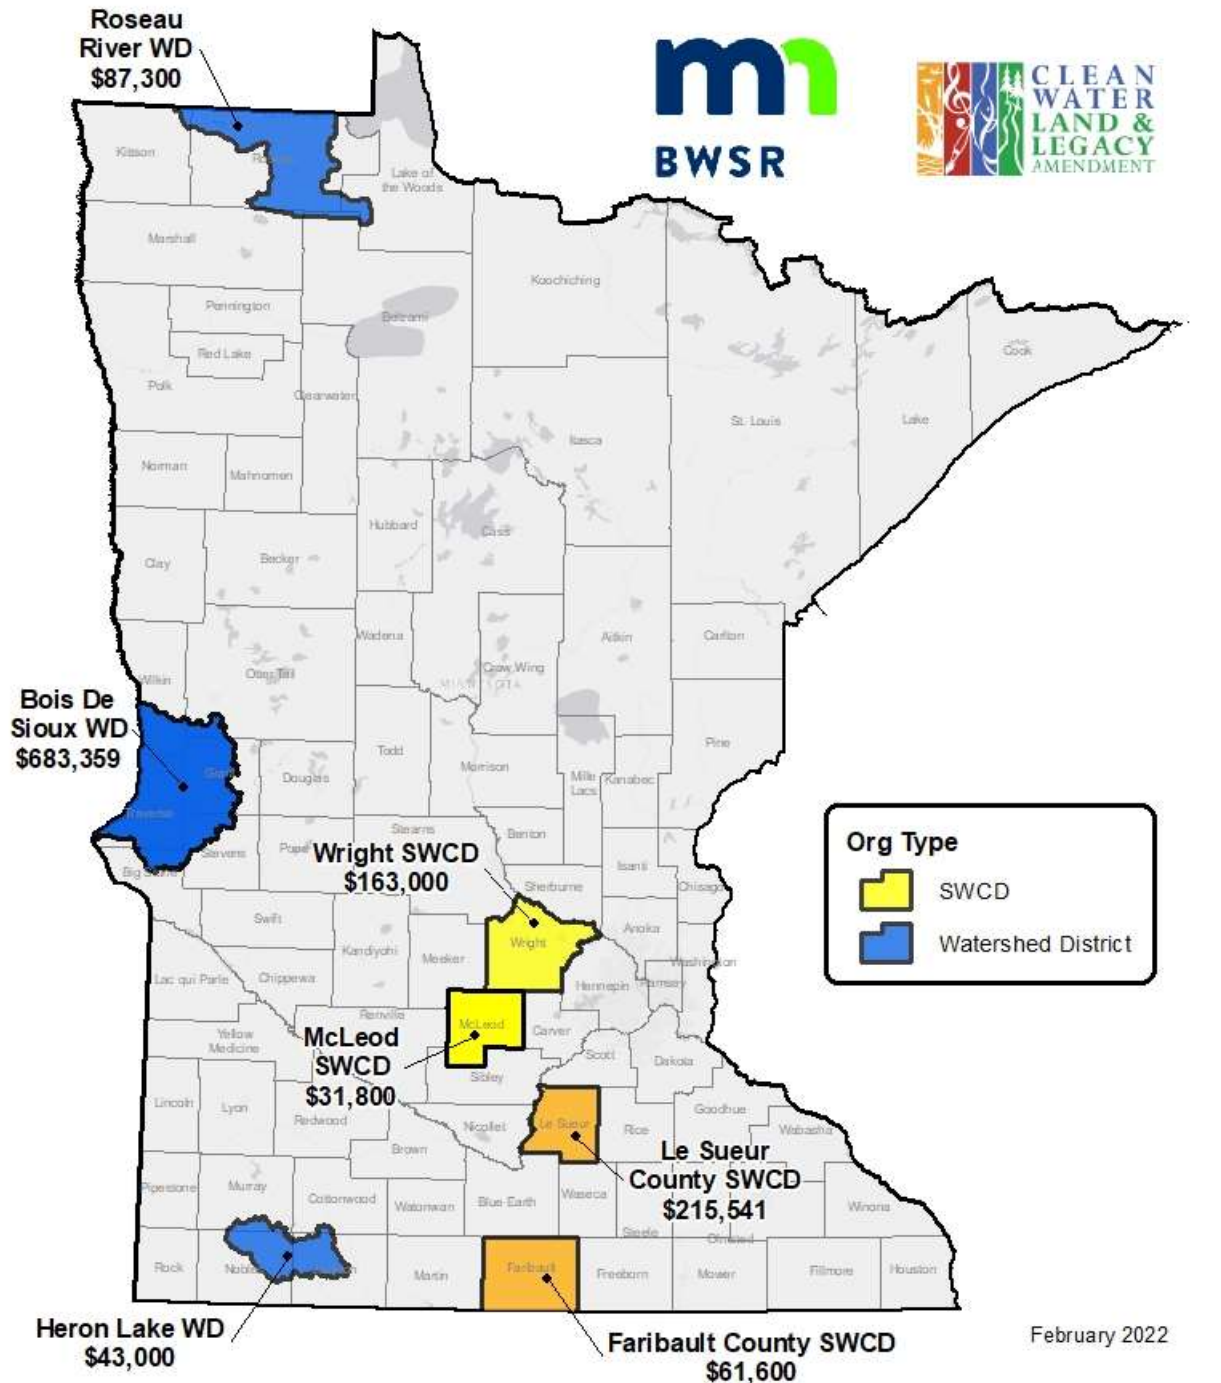 Roseau
River WD
$87,300
BWSR
CLEAN
WATER
LAND &
LEGACY
AMENDMENT
Kittson
Lake of
the Woods
Marshall
Koochiching
Pennington
Beltrami
Red Lake
Cook
Polk
Clearwater
St. Louis
Lake
Itasca
Norman
Mahnomen
Hubbard
Cass
Clay
Becker
Wadena
Aitkin
Carlton
Crow Wing
Otter Tail
Wilkin
MINNESOTA
Bois De
Sioux WD
$683,359
Grant
Douglas
Todd
Morrison
Mille
Lacs
Kanabec
Pine
Traverse
Stevens
Pope
Stearns
Benton
Big Stone
Wright SWCD
$163,000
Sherburne
Isanti
Chisago
Org Type
SWCD
Watershed District
Swift
Kandiyohi
Meeker
Wright
Anoka
Washington
Lac qui Parle
Chippewa
Hennepin
Ramsey
Renville
McLeod
Carver
Yellow
Medicine
McLeod
SWCD
$31,800
Scott
Dakota
Sibley
Lincoln
Lyon
Redwood
Nicollet
Le Sueur
Rice
Goodhue
Wabasha
Brown
Le Sueur
County SWCD
$215,541
Pipestone
Murray
Cottonwood
Watonwan
Blue Earth
Waseca
Steele
Olmsted
Winona
Rock
Martin
Faribault
Freeborn
Mower
Fillmore
Houston
Heron Lake WD
$43,000
Faribault County SWCD
$61,600
February 2022